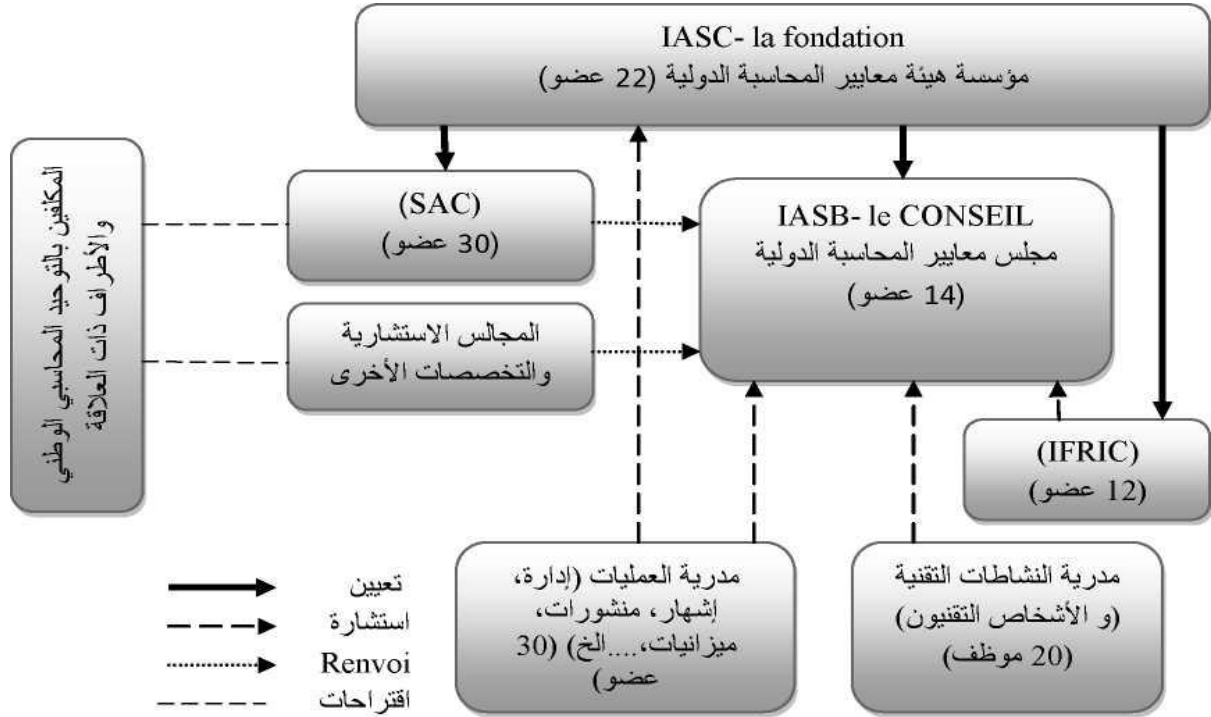 IASC- la fondation
مؤسسة هيئة معايير المحاسبة الدولية (22 عضو)
المكلفين بالتوحيد المحاسبي الوطني
والأطراف ذات العلاقة
(SAC)
(30 عضو)
IASB- le CONSEIL
مجلس معايير المحاسبة الدولية
(14 عضو)
المجالس الاستشارية
والتخصصات الأخرى
(IFRIC)
(12 عضو)
مدرية العمليات (إدارة،
إشهار، منشورات،
ميزانيات،....الخ) (30
عضو)
مدرية النشاطات التقنية
(و الأشخاص التقنيون)
(20 موظف)
تعيين
استشارة
Renvoi
اقتراحات